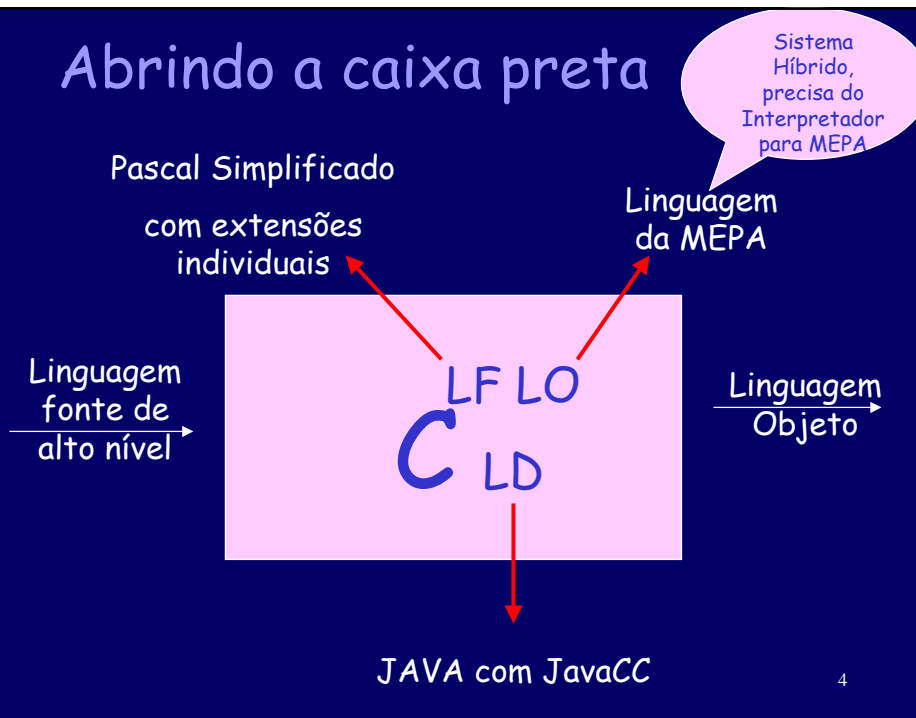 Abrindo a caixa preta
Sistema
Híbrido,
precisa do
Interpretador
para MEPA
Pascal Simplificado
com extensões
individuais
Linguagem
da MEPA
Linguagem
fonte de
alto nível
LF LO
C
LD
Linguagem
Objeto
JAVA com JavaCC
4